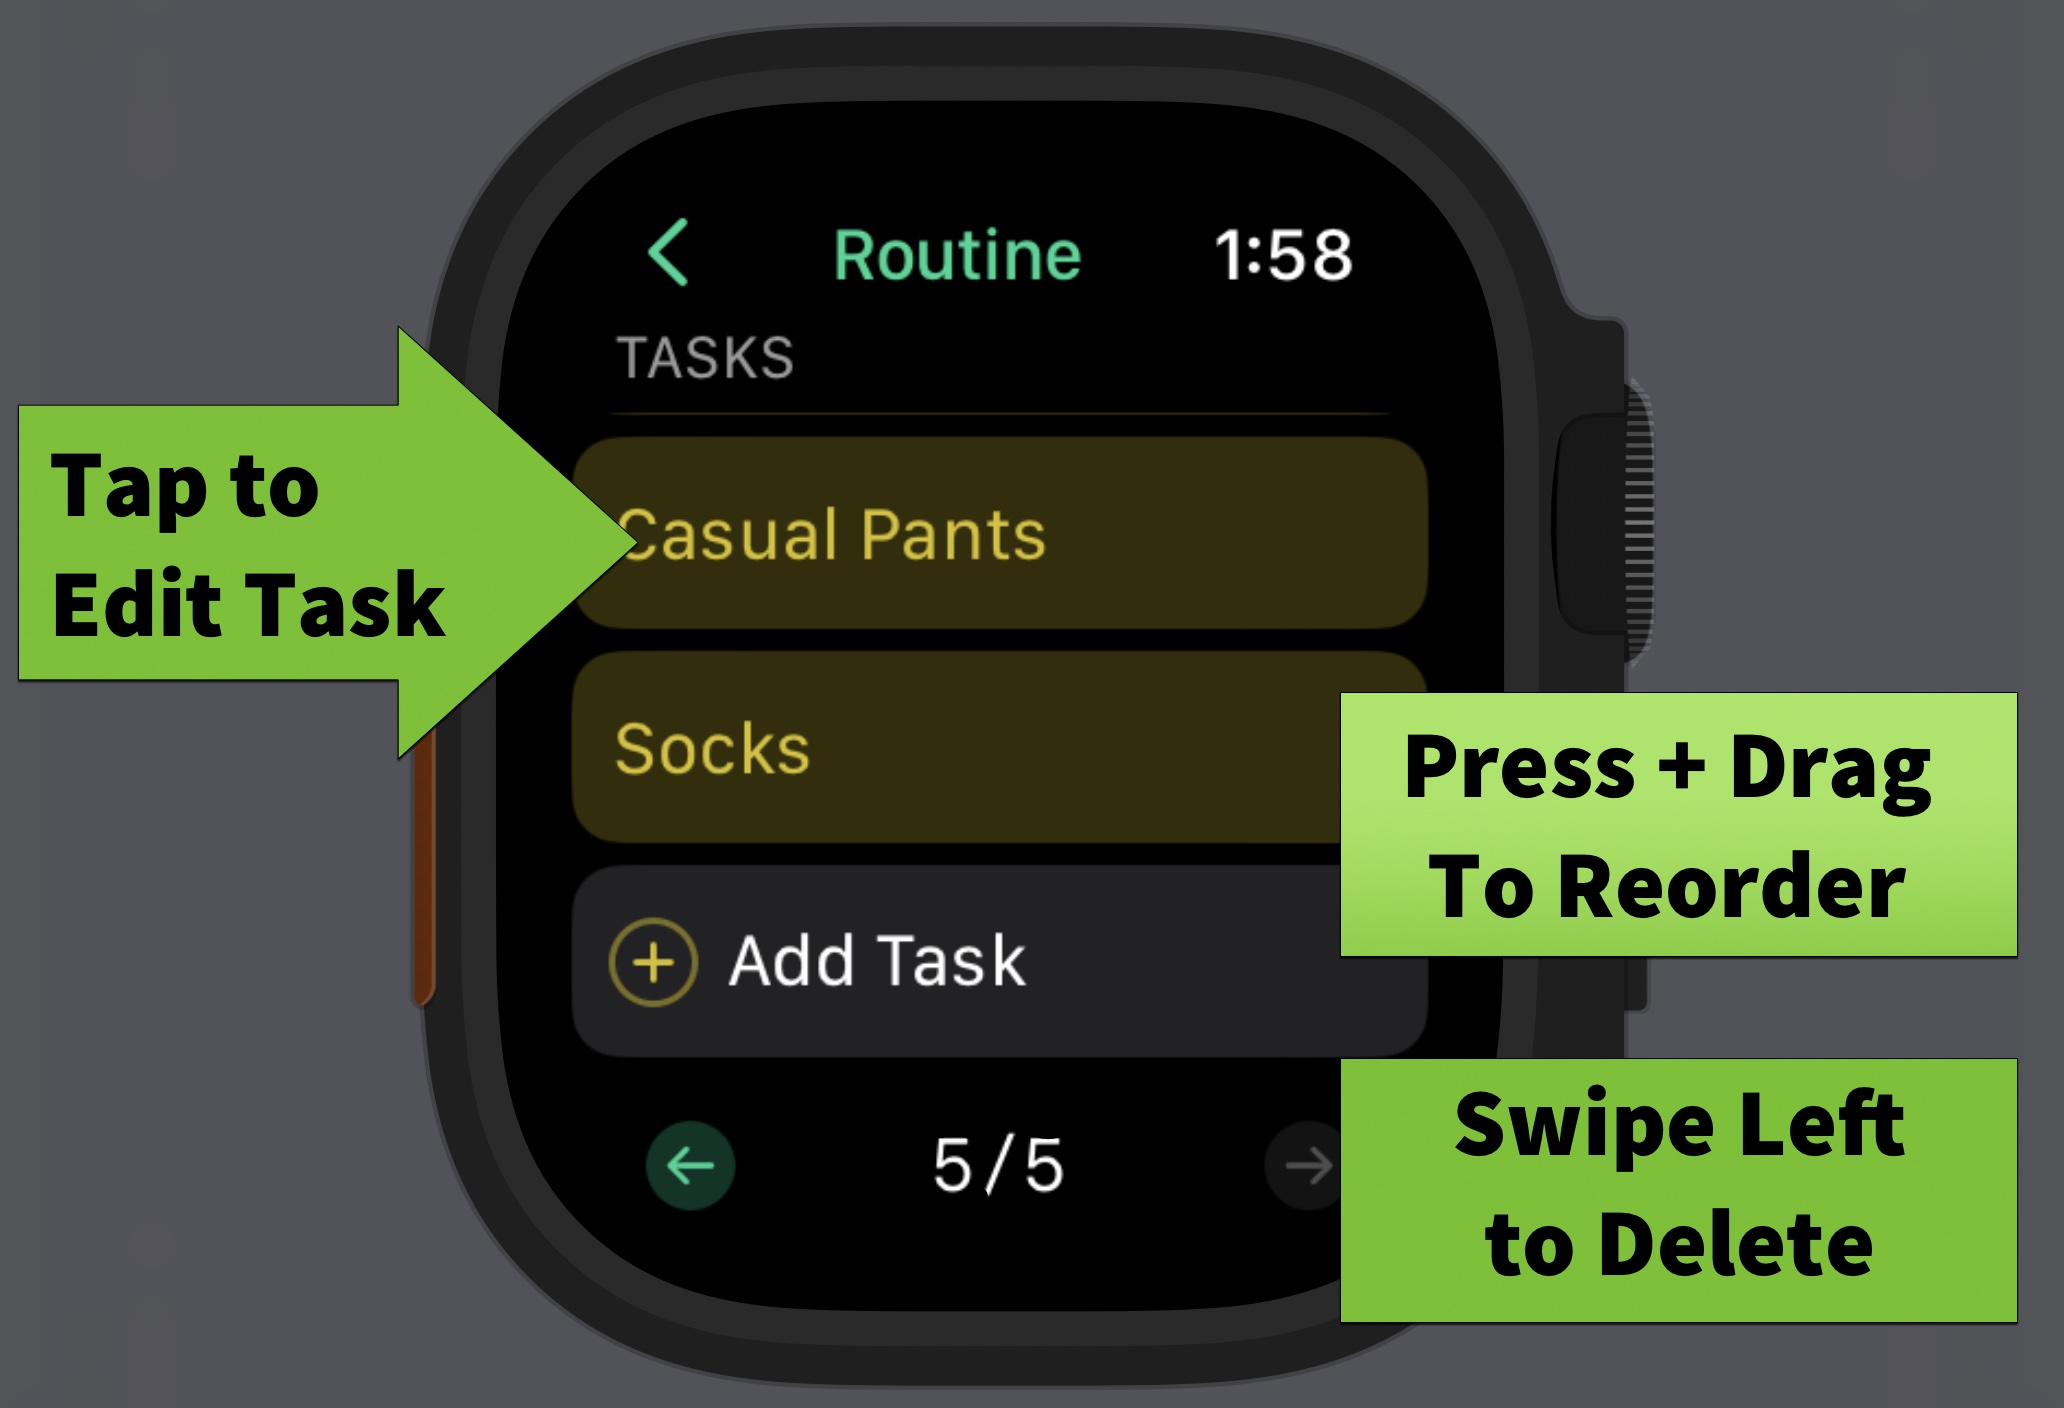 Routine 1:58
TASKS
Tap to
Edit Task
Casual Pants
Socks
Press + Drag
To Reorder
Add Task
Swipe Left
to Delete
5/5